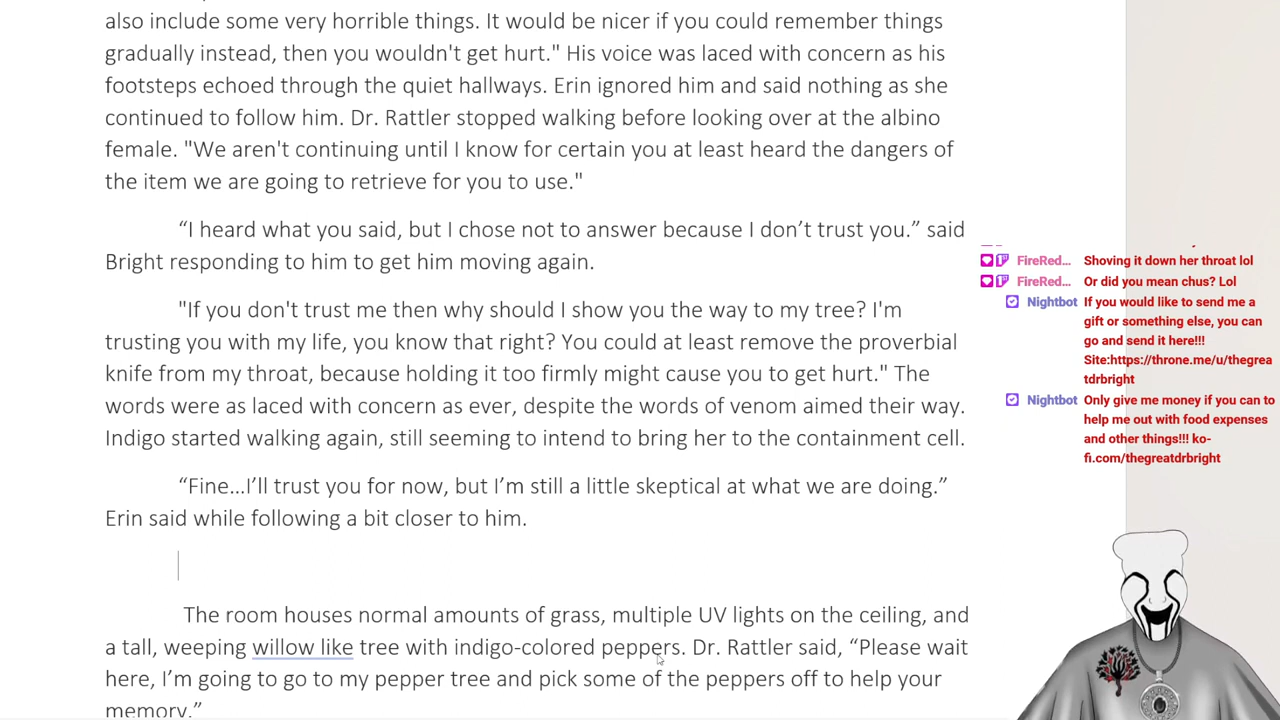 also include some very horrible things. It would be nicer if you could remember things
gradually instead, then you wouldn't get hurt." His voice was laced with concern as his
footsteps echoed through the quiet hallways. Erin ignored him and said nothing as she
continued to follow him. Dr. Rattler stopped walking before looking over at the albino
female. "We aren't continuing until I know for certain you at least heard the dangers of
the item we are going to retrieve for you to use."
“I heard what you said, but I chose not to answer because I don’t trust you.” said
Bright responding to him to get him moving again.
"If you don't trust me then why should I show you the way to my tree? I'm
trusting you with my life, you know that right? You could at least remove the proverbial
knife from my throat, because holding it too firmly might cause you to get hurt." The
words were as laced with concern as ever, despite the words of venom aimed their way.
Indigo started walking again, still seeming to intend to bring her to the containment cell.
“Fine…I’ll trust you for now, but I’m still a little skeptical at what we are doing.”
Erin said while following a bit closer to him.
The room houses normal amounts of grass, multiple UV lights on the ceiling, and
a tall, weeping willow like tree with indigo-colored peppers. Dr. Rattler said, “Please wait
here, I’m going to go to my pepper tree and pick some of the peppers off to help your
memory.”
FireRed... Shoving it down her throat lol
FireRed... Or did you mean chus? Lol
Nightbot If you would like to send me a
gift or something else, you can
go and send it here!!!
Site:https://throne.me/u/thegrea
tdrbright
Nightbot Only give me money if you can to
help me out with food expenses
and other things!!! ko-
fi.com/thegreatdrbright